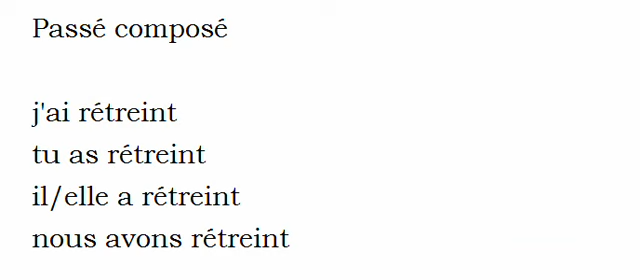 Passé composé
j'ai rétreint
tu as rétreint
il/elle a rétreint
nous avons rétreint